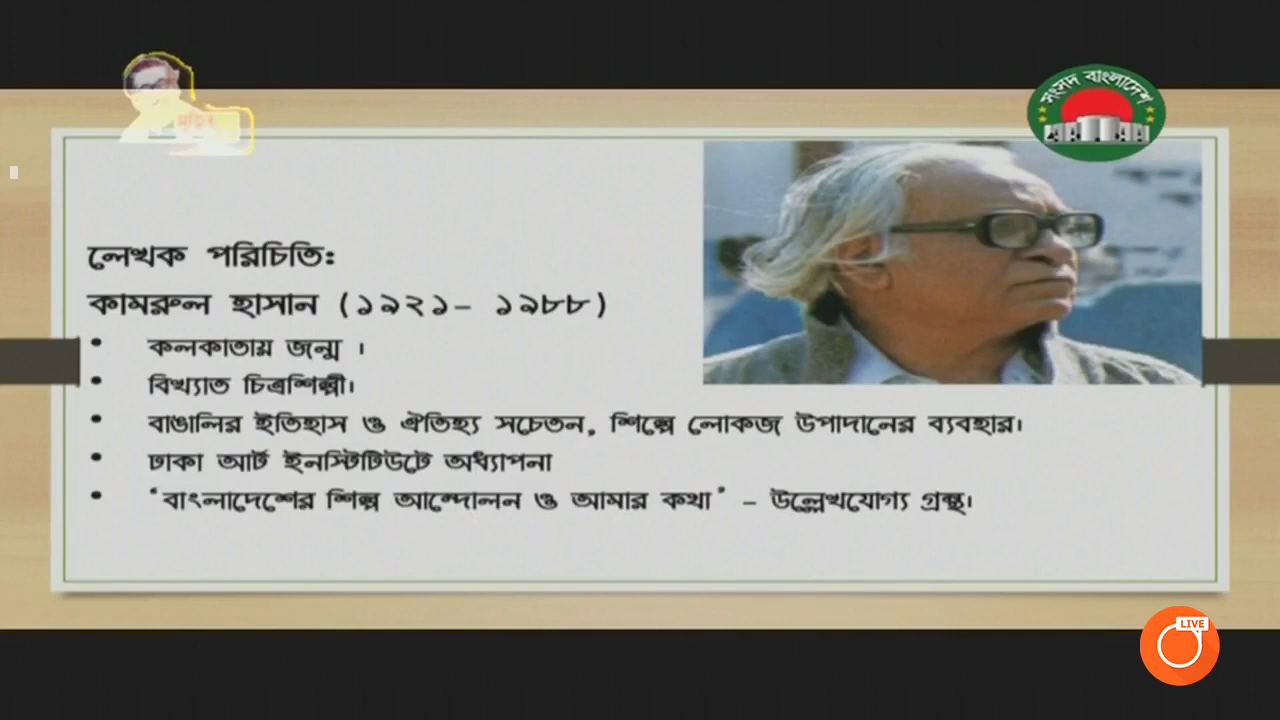 সংসদ বাংলাদেশ
লেখক পরিচিতিঃ
কামরুল হাসান (১৯২১– ১৯৮৮)
• কলকাতায় জন্ম ।
• বিখ্যাত চিত্রশিল্পী।
• বাঙালির ইতিহাস ও ঐতিহ্য সচেতন, শিল্পে লোকজ উপাদানের ব্যবহার।
• ঢাকা আর্ট ইনস্টিটিউটে অধ্যাপনা
• ‘বাংলাদেশের শিল্প আন্দোলন ও আমার কথা’ – উল্লেখযোগ্য গ্রন্থ।
LIVE